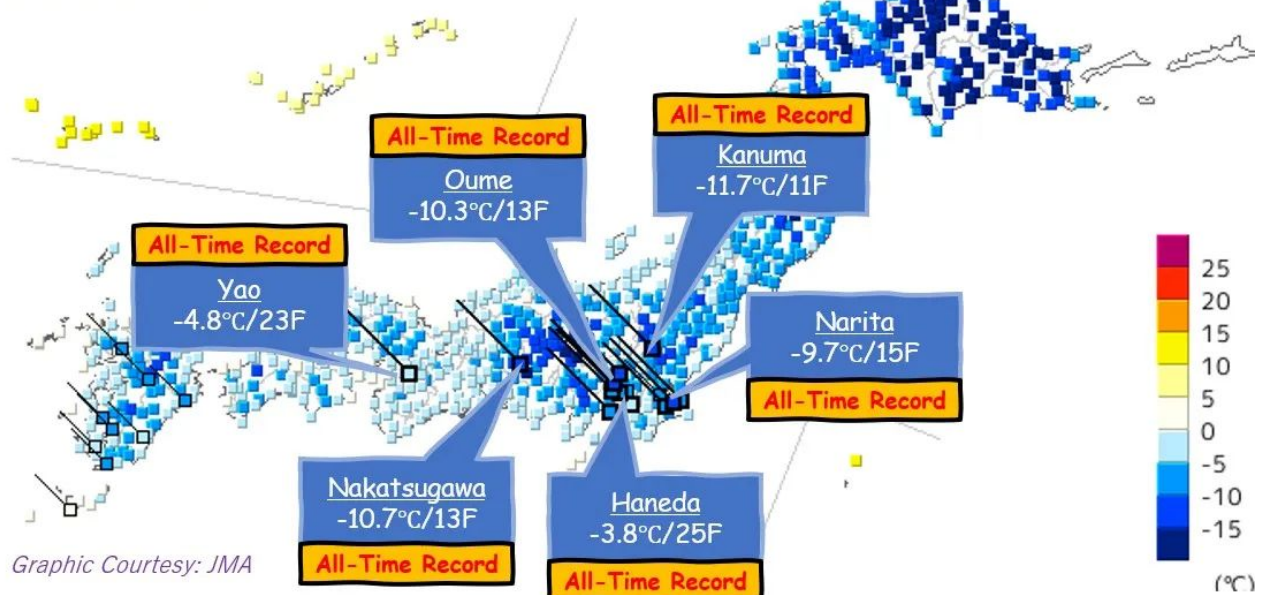 All-Time Record
Kanuma
-11.7℃/11F
All-Time Record
Oume
-10.3℃/13F
All-Time Record
Yao
-4.8℃/23F
Narita
-9.7℃/15F
All-Time Record
Nakatsugawa
-10.7℃/13F
All-Time Record
Haneda
-3.8℃/25F
All-Time Record
25
20
15
10
5
0
-5
-10
-15
(℃)
Graphic Courtesy: JMA